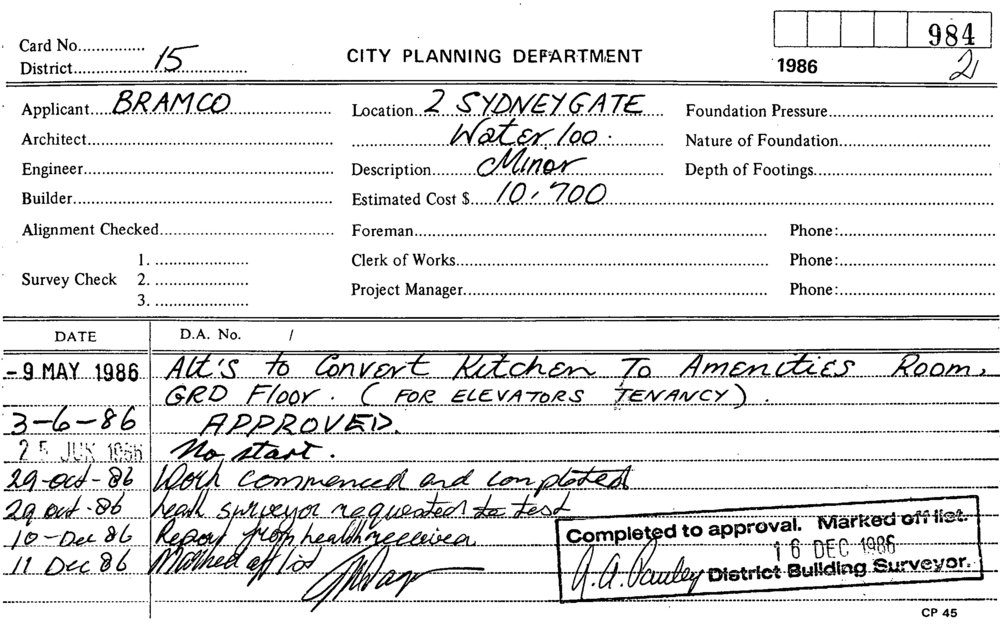 Card No...............
984
District 15
CITY PLANNING DEPARTMENT
1986
2
Applicant BRAMCO
Location 2 SYDNEYGATE
Foundation Pressure
Architect
Waterloo.
Nature of Foundation
Engineer
Description Minor
Depth of Footings
Builder
Estimated Cost $ 10,700
Alignment Checked
Foreman
Phone:
Survey Check
1.
2.
3.
Clerk of Works
Phone:
Project Manager
Phone:
DATE
D.A. No. /
-9 MAY 1986 Alt's to Convert Kitchen To Amenities Room,
GRD Floor. (FOR ELEVATORS TENANCY).
3-6-86 APPROVED.
25 JUN 1986 No start.
29-oct-86 Work commenced and completed
29 oct-86 Health surveyor requested to test
10-Dec 86 Report from health received
11 Dec 86 Marked off list
Completed to approval. Marked off list.
16 DEC 1986
District Building Surveyor.
CP 45